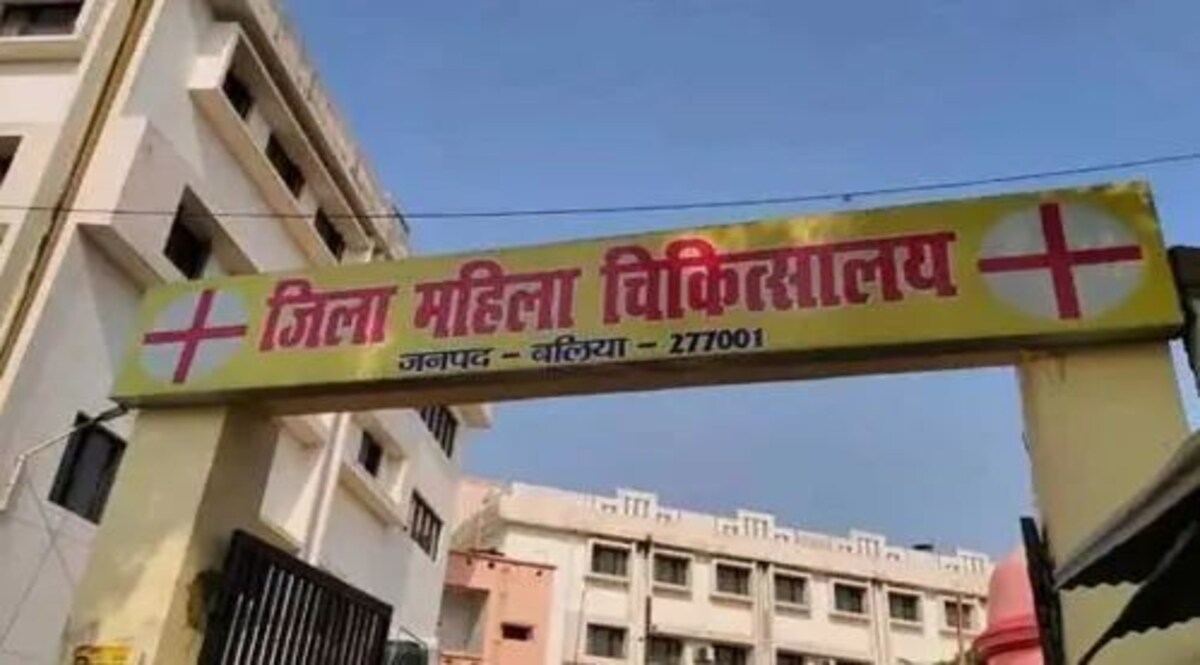 जिला महिला चिकित्सालय
जनपद - बलिया - 277001